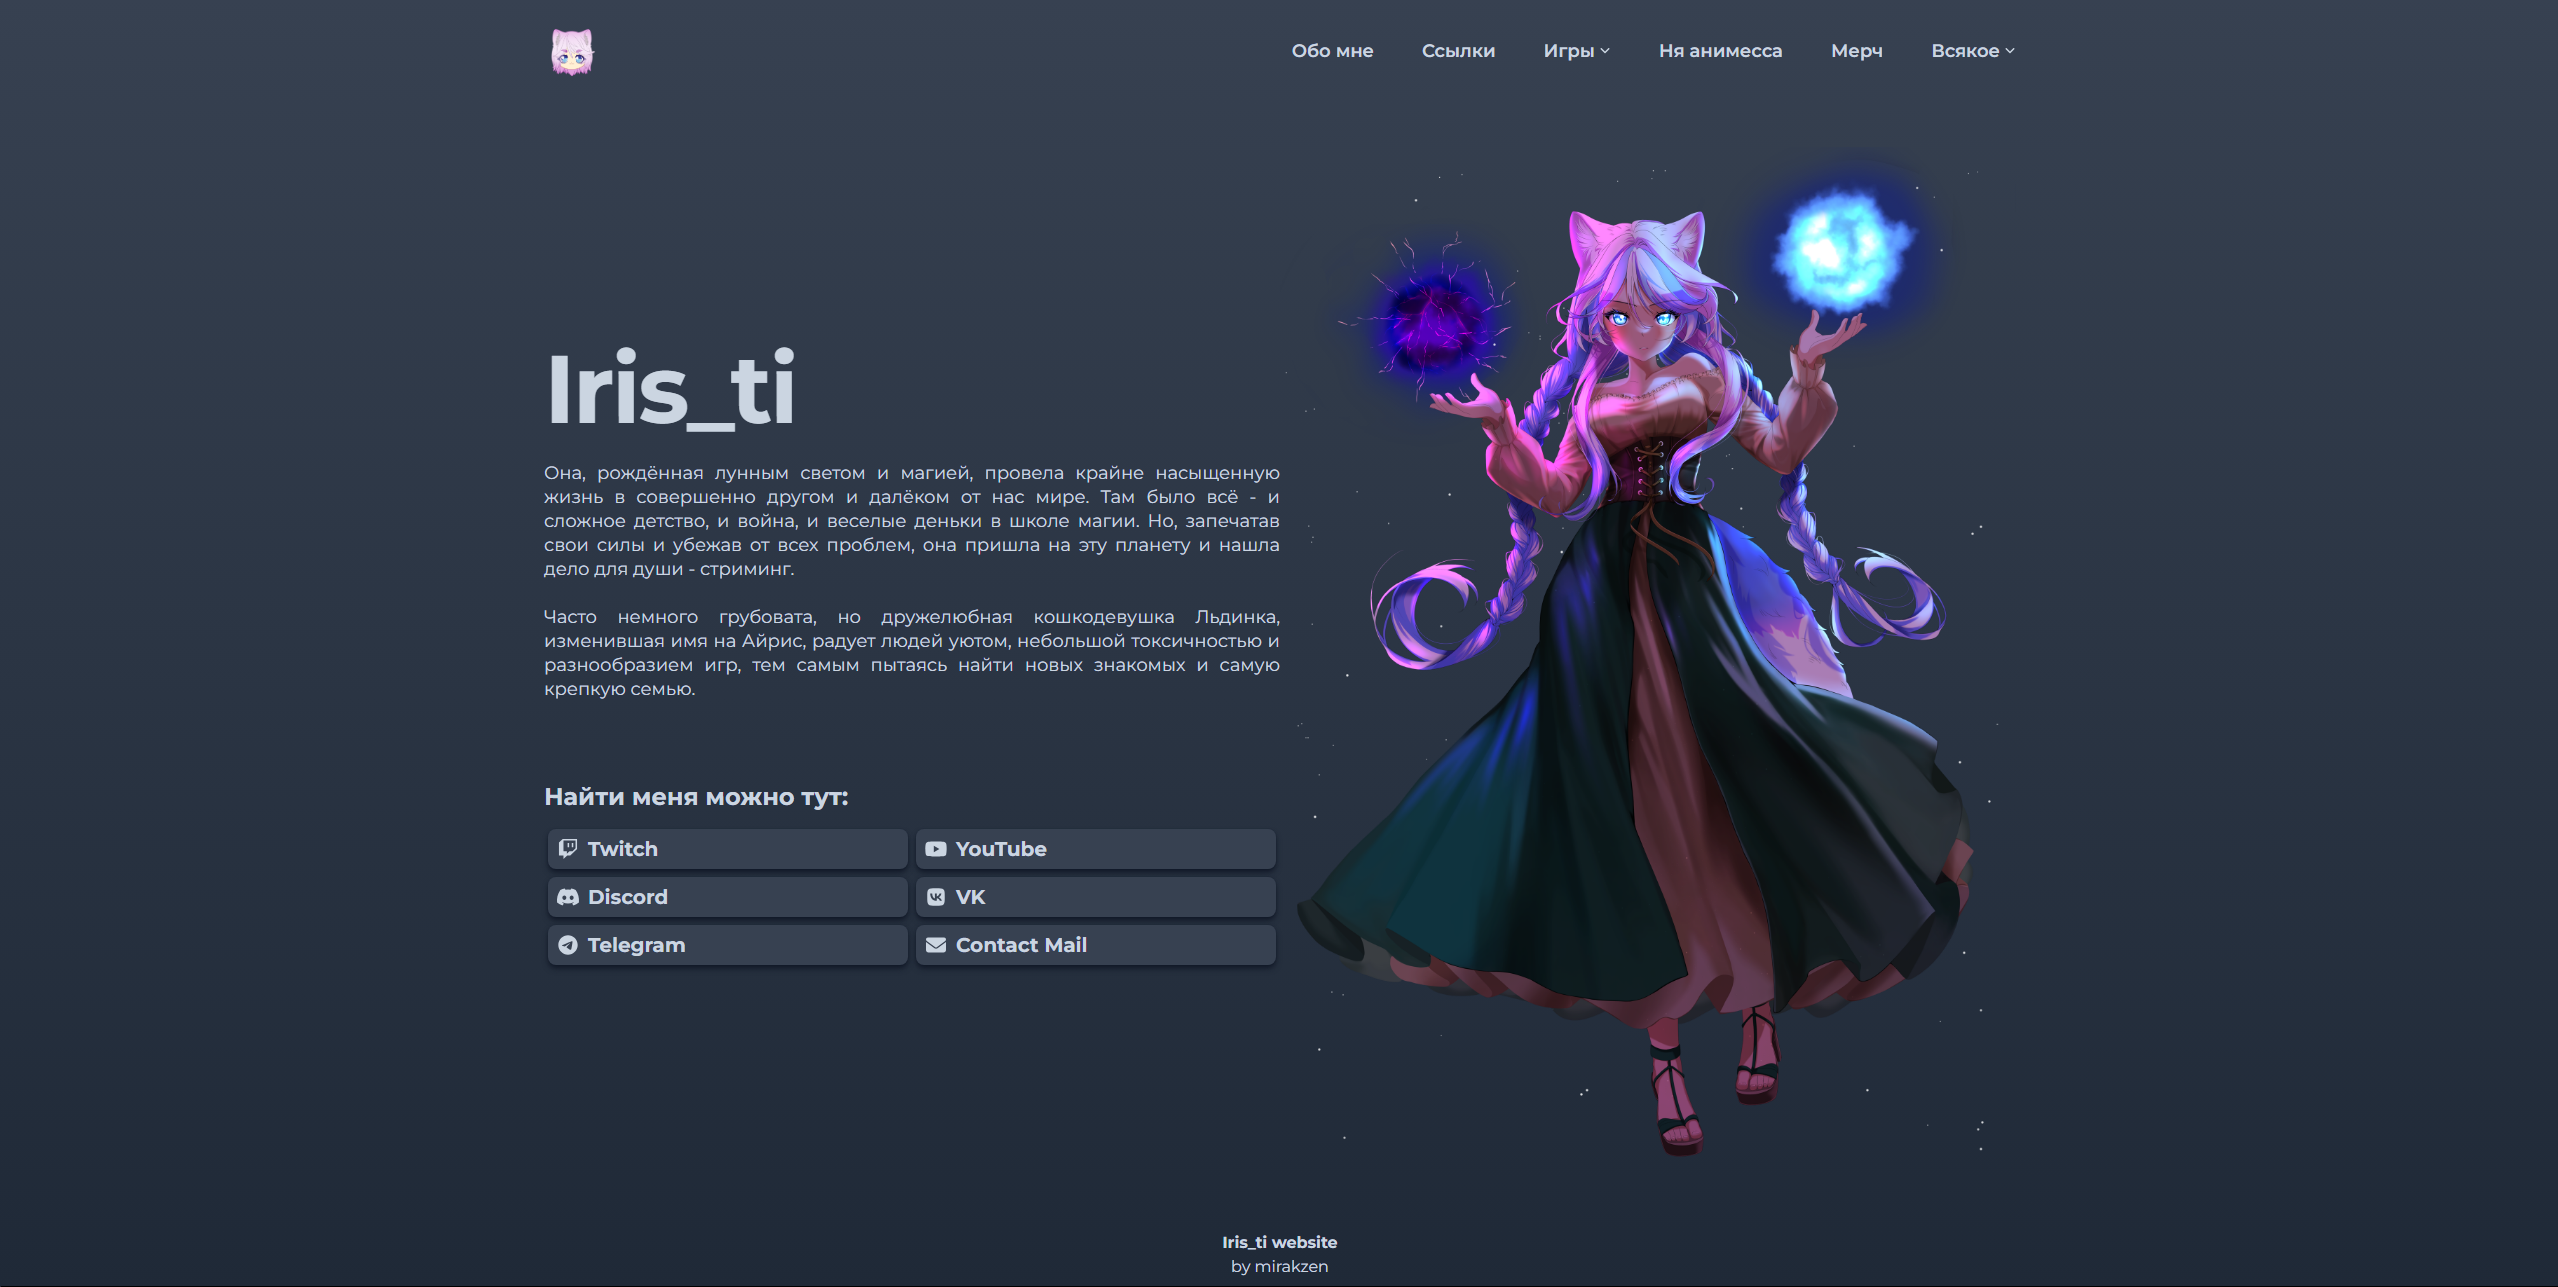 Обо мне
Ссылки
Игры
Ня анимесса
Мерч
Всякое
Iris_ti
Она, рождённая лунным светом и магией, провела крайне насыщенную
жизнь в совершенно другом и далёком от нас мире. Там было всё - и
сложное детство, и война, и веселые деньки в школе магии. Но, запечатав
свои силы и убежав от всех проблем, она пришла на эту планету и нашла
дело для души - стриминг.
Часто немного грубовата, но дружелюбная кошкодевушка Льдинка,
изменившая имя на Айрис, радует людей уютом, небольшой токсичностью и
разнообразием игр, тем самым пытаясь найти новых знакомых и самую
крепкую семью.
Найти меня можно тут:
Twitch
YouTube
Discord
VK
Telegram
Contact Mail
Iris_ti website
by mirakzen